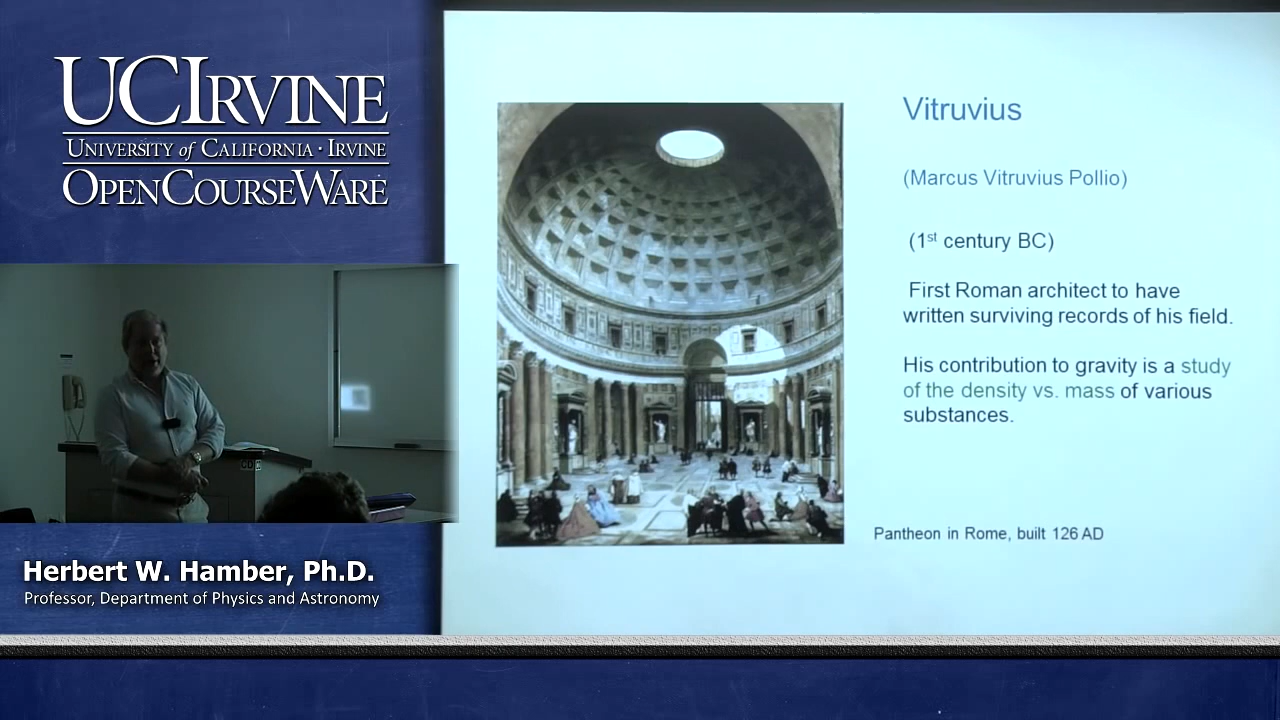 UCIRVINE
UNIVERSITY of CALIFORNIA · IRVINE
OPENCOURSEWARE
Herbert W. Hamber, Ph.D.
Professor, Department of Physics and Astronomy
Vitruvius
(Marcus Vitruvius Pollio)
(1st century BC)
First Roman architect to have
written surviving records of his field.
His contribution to gravity is a study
of the density vs. mass of various
substances.
Pantheon in Rome, built 126 AD